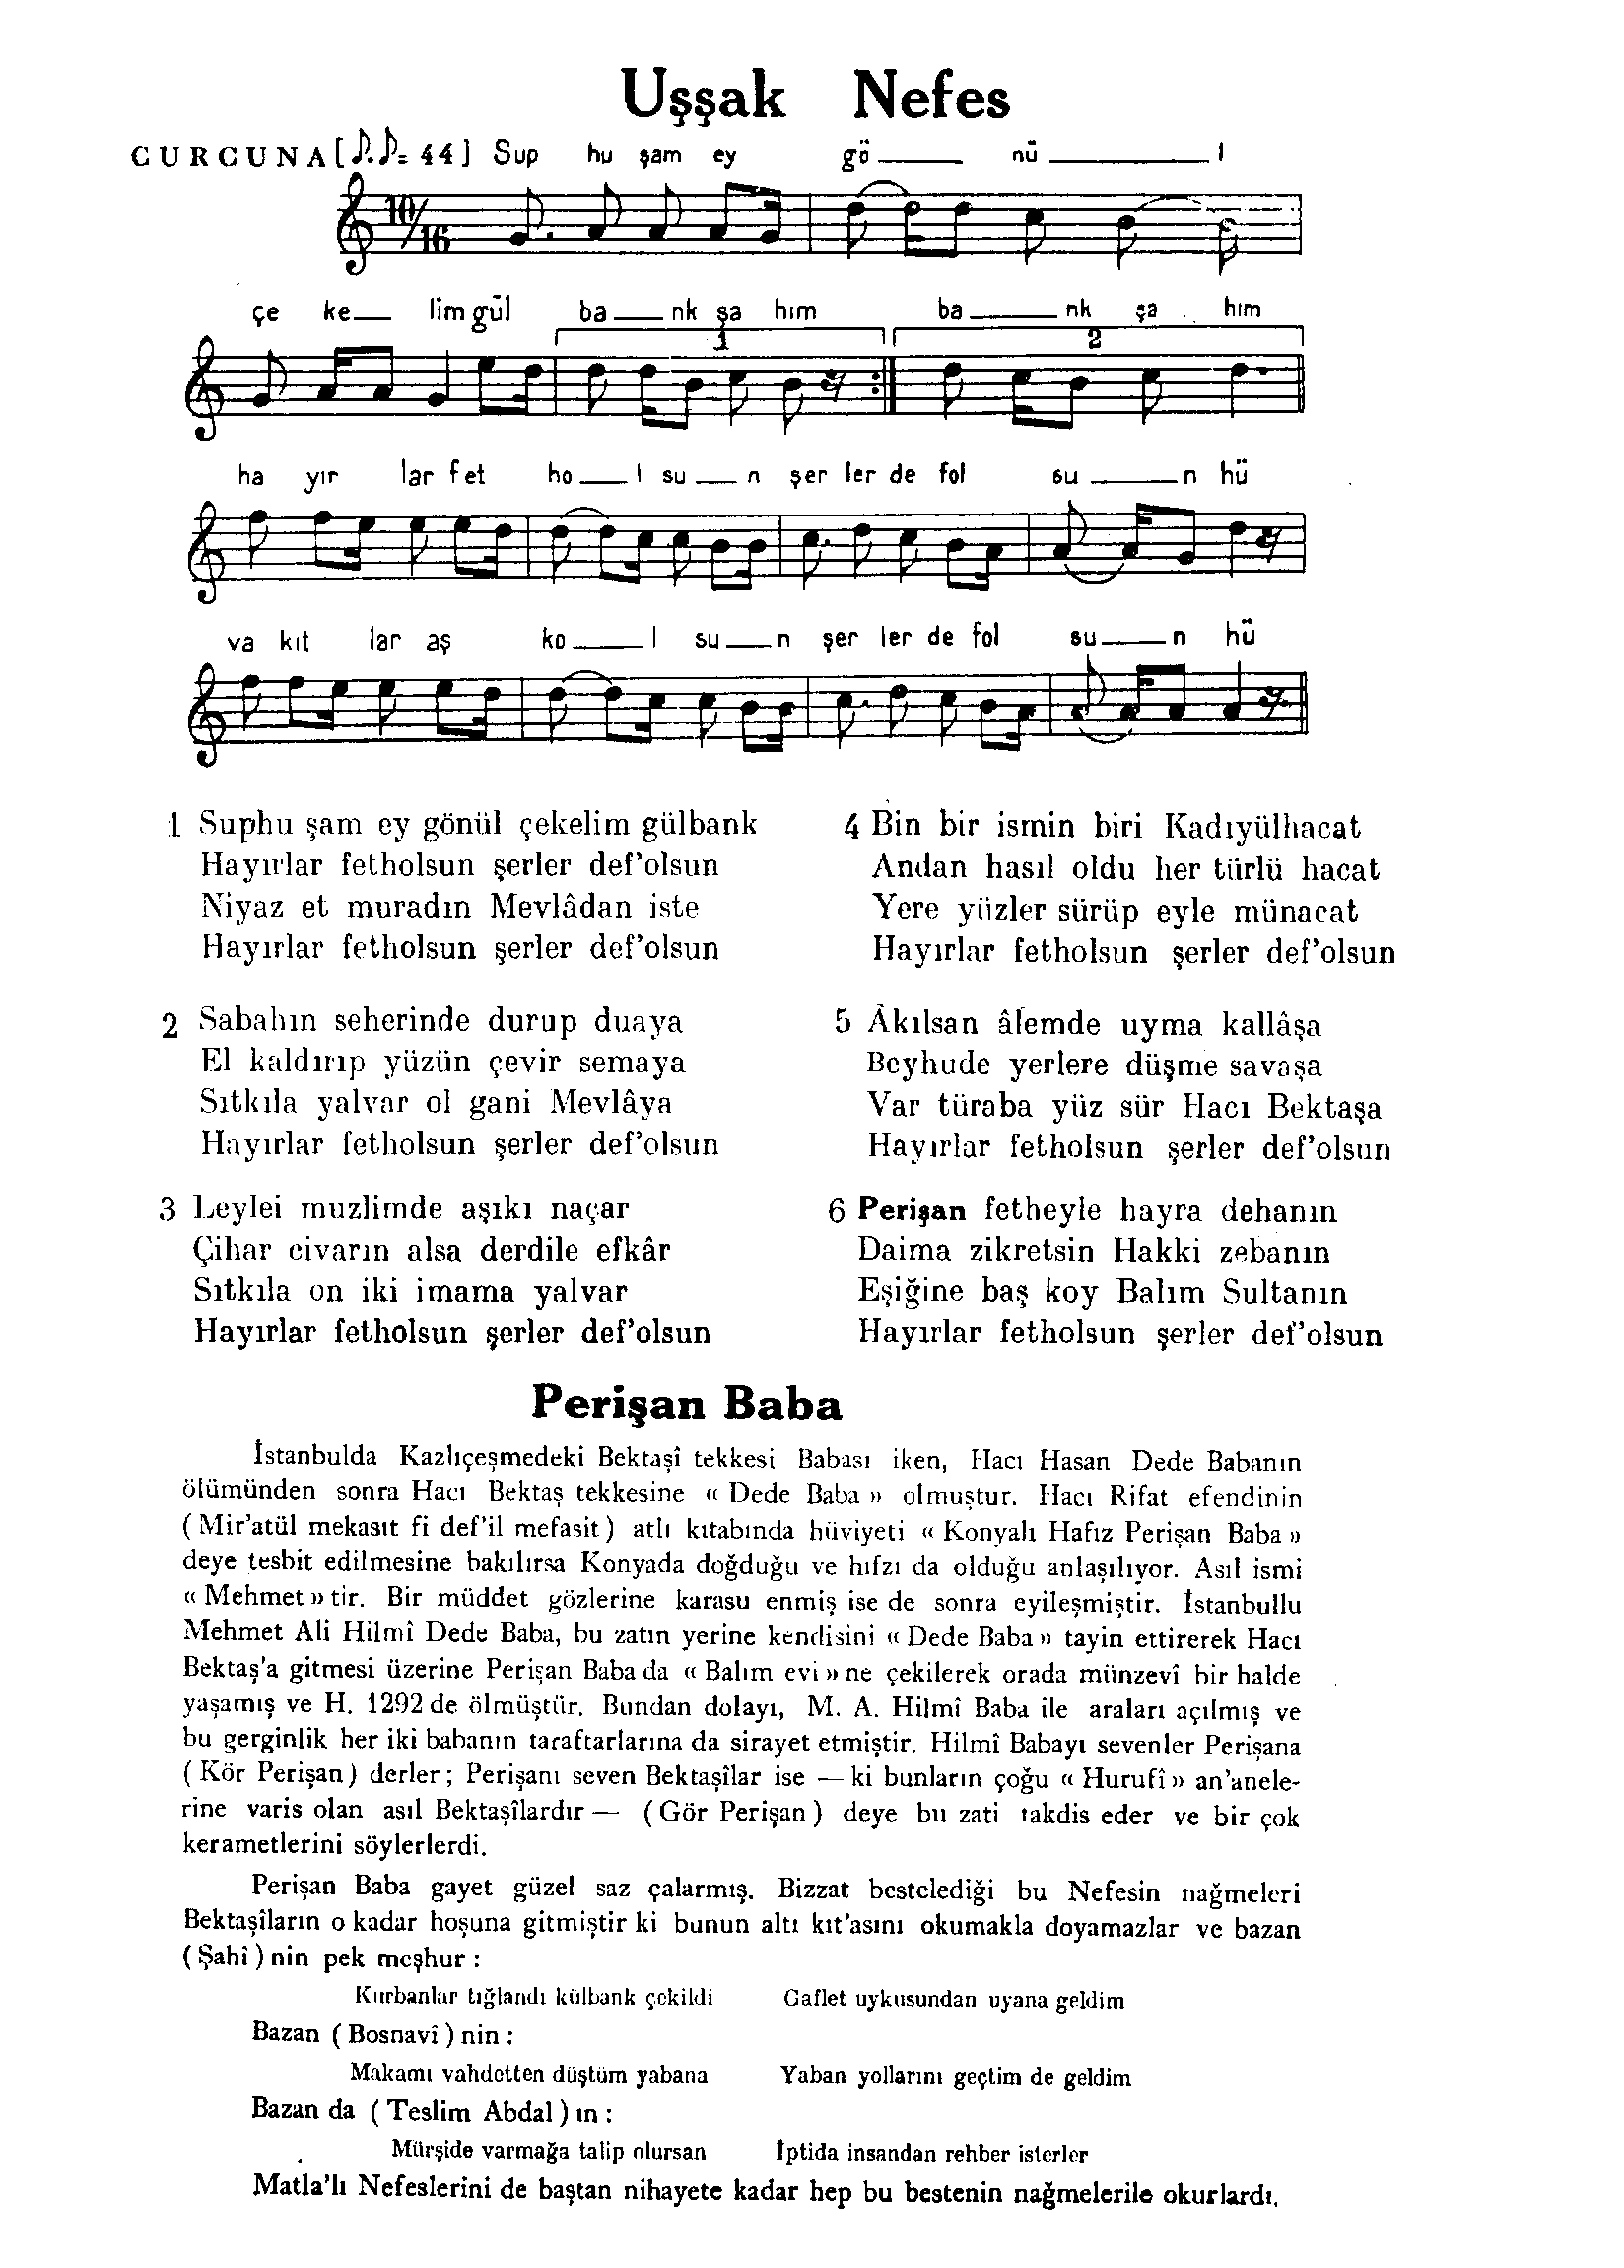 Uşşak Nefes
CURCUNA [♪.♪= 44] Sup hu şam ey gö nü l
10/16
çe ke lim gül ba nk şa hım ba nk şa hım
1 2
ha yır lar fet ho l su n şer ler de fol su n hü
va kıt lar aş ko l su n şer ler de fol su n hü
1 Suphu şam ey gönül çekelim gülbank
Hayırlar fetholsun şerler def'olsun
Niyaz et muradın Mevlâdan iste
Hayırlar fetholsun şerler def'olsun
2 Sabahın seherinde durup duaya
El kaldırıp yüzün çevir semaya
Sıtkıla yalvar ol gani Mevlâya
Hayırlar fetholsun şerler def'olsun
3 Leylei muzlimde aşıkı naçar
Çihar civarın alsa derdile efkâr
Sıtkıla on iki imama yalvar
Hayırlar fetholsun şerler def'olsun
4 Bin bir ismin biri Kadıyülhacat
Andan hasıl oldu her türlü hacat
Yere yüzler sürüp eyle münacat
Hayırlar fetholsun şerler def'olsun
5 Âkılsan âlemde uyma kallâşa
Beyhude yerlere düşme savaşa
Var türaba yüz sür Hacı Bektaşa
Hayırlar fetholsun şerler def'olsun
6 Perişan fetheyle hayra dehanın
Daima zikretsin Hakki zebanın
Eşiğine baş koy Balım Sultanın
Hayırlar fetholsun şerler def'olsun
Perişan Baba
İstanbulda Kazlıçeşmedeki Bektaşî tekkesi Babası iken, Hacı Hasan Dede Babanın
ölümünden sonra Hacı Bektaş tekkesine « Dede Baba » olmuştur. Hacı Rifat efendinin
( Mir'atül mekasıt fi def'il mefasit ) atlı kıtabında hüviyeti « Konyalı Hafız Perişan Baba »
deye tesbit edilmesine bakılırsa Konyada doğduğu ve hıfzı da olduğu anlaşılıyor. Asıl ismi
« Mehmet » tir. Bir müddet gözlerine karasu enmiş ise de sonra eyileşmiştir. İstanbullu
Mehmet Ali Hilmî Dede Baba, bu zatın yerine kendisini « Dede Baba » tayin ettirerek Hacı
Bektaş'a gitmesi üzerine Perişan Baba da « Balım evi » ne çekilerek orada münzevî bir halde
yaşamış ve H. 1292 de ölmüştür. Bundan dolayı, M. A. Hilmî Baba ile araları açılmış ve
bu gerginlik her iki babanın taraftarlarına da sirayet etmiştir. Hilmî Babayı sevenler Perişana
( Kör Perişan ) derler ; Perişanı seven Bektaşîlar ise — ki bunların çoğu « Hurufî » an'anele-
rine varis olan asıl Bektaşîlardır — ( Gör Perişan ) deye bu zati takdis eder ve bir çok
kerametlerini söylerlerdi.
Perişan Baba gayet güzel saz çalarmış. Bizzat bestelediği bu Nefesin nağmeleri
Bektaşîların o kadar hoşuna gitmiştir ki bunun altı kıt'asını okumakla doyamazlar ve bazan
( Şahî ) nin pek meşhur :
Kurbanlar tığlandı külbank çekildi Gaflet uykusundan uyana geldim
Bazan ( Bosnavî ) nin :
Makamı vahdetten düştüm yabana Yaban yollarını geçtim de geldim
Bazan da ( Teslim Abdal ) ın :
Mürşide varmağa talip olursan İptida insandan rehber isterler
Matla'lı Nefeslerini de baştan nihayete kadar hep bu bestenin nağmelerile okurlardı.